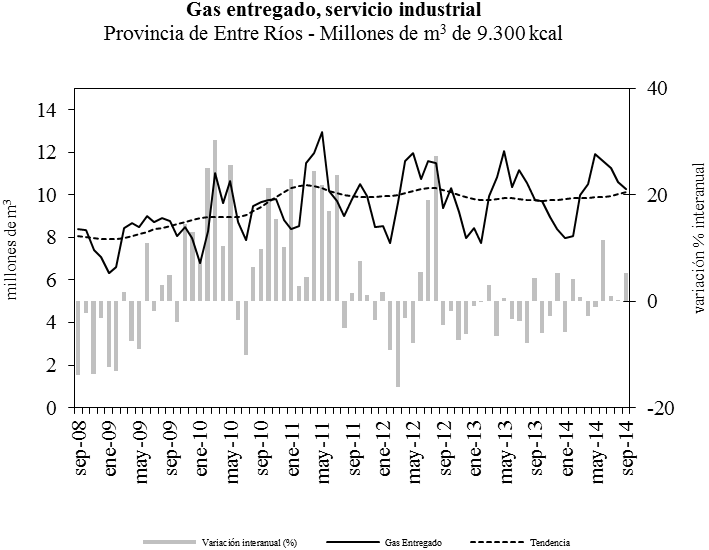 Gas entregado, servicio industrial
Provincia de Entre Ríos - Millones de m³ de 9.300 kcal
40
14
12
10
20
8
6
0
4
2
0
-20
millones de m³
variación % interanual
sep-08
ene-09
may-09
sep-09
ene-10
may-10
sep-10
ene-11
may-11
sep-11
ene-12
may-12
sep-12
ene-13
may-13
sep-13
ene-14
may-14
sep-14
Variación interanual (%)
Gas Entregado
Tendencia